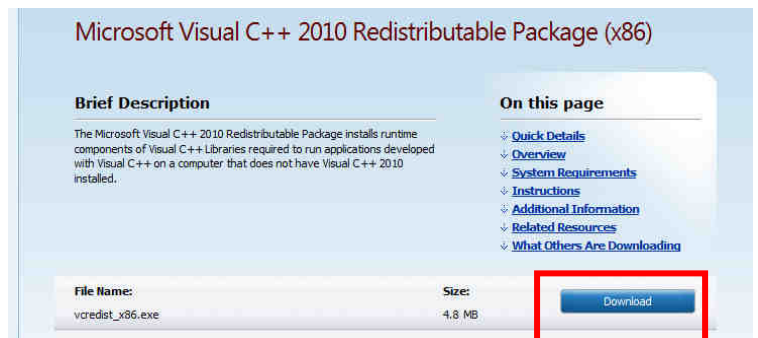 Microsoft Visual C++ 2010 Redistributable Package (x86)
Brief Description
The Microsoft Visual C++ 2010 Redistributable Package installs runtime
components of Visual C++ Libraries required to run applications developed
with Visual C++ on a computer that does not have Visual C++ 2010
installed.
On this page
Quick Details
Overview
System Requirements
Instructions
Additional Information
Related Resources
What Others Are Downloading
File Name:
vcredist_x86.exe
Size:
4.8 MB
Download